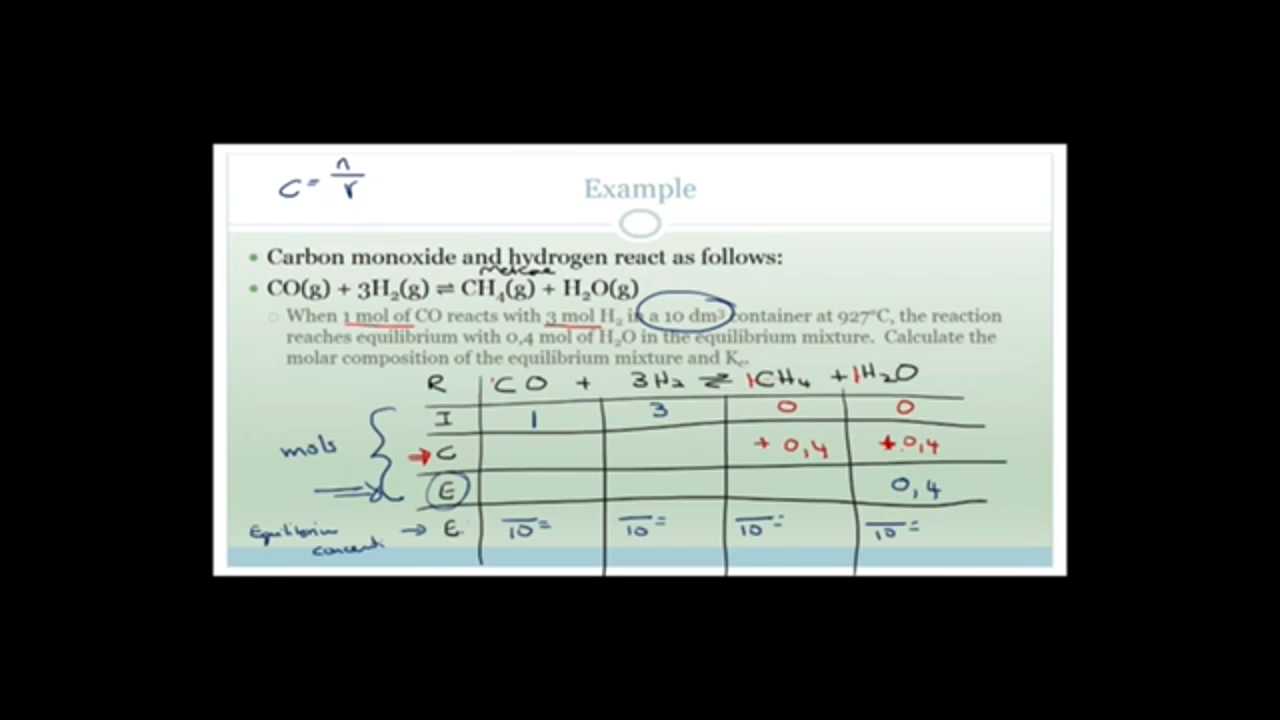 C = n/v
Example
• Carbon monoxide and hydrogen react as follows:
• CO(g) + 3H₂(g) ⇌ CH₄(g) + H₂O(g)
When 1 mol of CO reacts with 3 mol H₂ in a 10 dm³ container at 927°C, the reaction
reaches equilibrium with 0,4 mol of H₂O in the equilibrium mixture. Calculate the
molar composition of the equilibrium mixture and K꜀.
R CO + 3H₂ ⇌ 1CH₄ + 1H₂O
I 1 3 0 0
mols
→ C + 0,4 + 0,4
E 0,4
Equilibrium → E /10 = /10 = /10 = /10 =